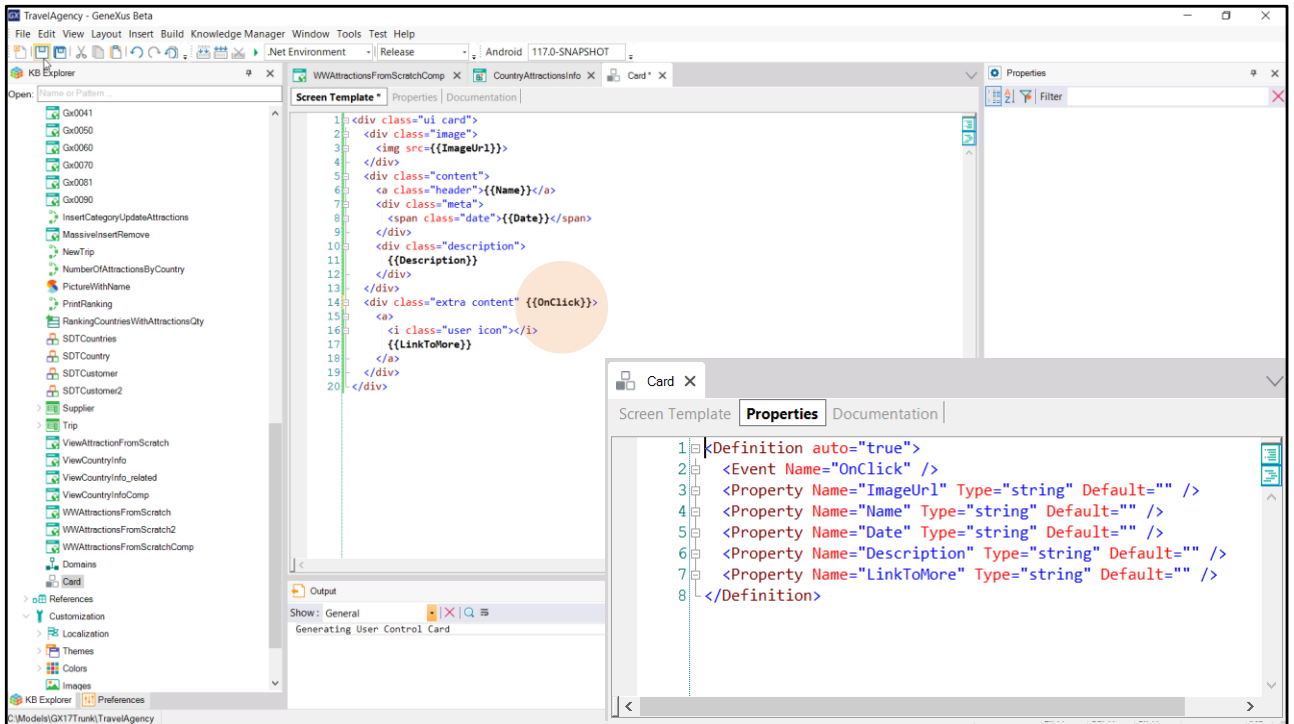 GX TravelAgency - GeneXus Beta
File Edit View Layout Insert Build Knowledge Manager Window Tools Test Help
.Net Environment Release Android 117.0-SNAPSHOT
KB Explorer
Open: Name or Pattern...
Gx0041
Gx0050
Gx0060
Gx0070
Gx0081
Gx0090
InsertCategoryUpdateAttractions
MassiveInsertRemove
NewTrip
NumberOfAttractionsByCountry
PictureWithName
PrintRanking
RankingCountriesWithAttractionsQty
SDTCountries
SDTCountry
SDTCustomer
SDTCustomer2
Supplier
Trip
ViewAttractionFromScratch
ViewCountryInfo
ViewCountryInfo_related
ViewCountryInfoComp
WWAttractionsFromScratch
WWAttractionsFromScratch2
WWAttractionsFromScratchComp
Domains
Card
References
Customization
Localization
Themes
Colors
Images
KB Explorer Preferences
C:\Models\GX17Trunk\TravelAgency
WWAttractionsFromScratchComp CountryAttractionsInfo Card *
Screen Template * Properties Documentation
1 <div class="ui card">
2 <div class="image">
3 <img src={{ImageUrl}}>
4 </div>
5 <div class="content">
6 <a class="header">{{Name}}</a>
7 <div class="meta">
8 <span class="date">{{Date}}</span>
9 </div>
10 <div class="description">
11 {{Description}}
12 </div>
13 </div>
14 <div class="extra content" {{OnClick}}>
15 <a>
16 <i class="user icon"></i>
17 {{LinkToMore}}
18 </a>
19 </div>
20 </div>
Output
Show: General
Generating User Control Card
Properties
Filter
Card
Screen Template Properties Documentation
1 <Definition auto="true">
2 <Event Name="OnClick" />
3 <Property Name="ImageUrl" Type="string" Default="" />
4 <Property Name="Name" Type="string" Default="" />
5 <Property Name="Date" Type="string" Default="" />
6 <Property Name="Description" Type="string" Default="" />
7 <Property Name="LinkToMore" Type="string" Default="" />
8 </Definition>